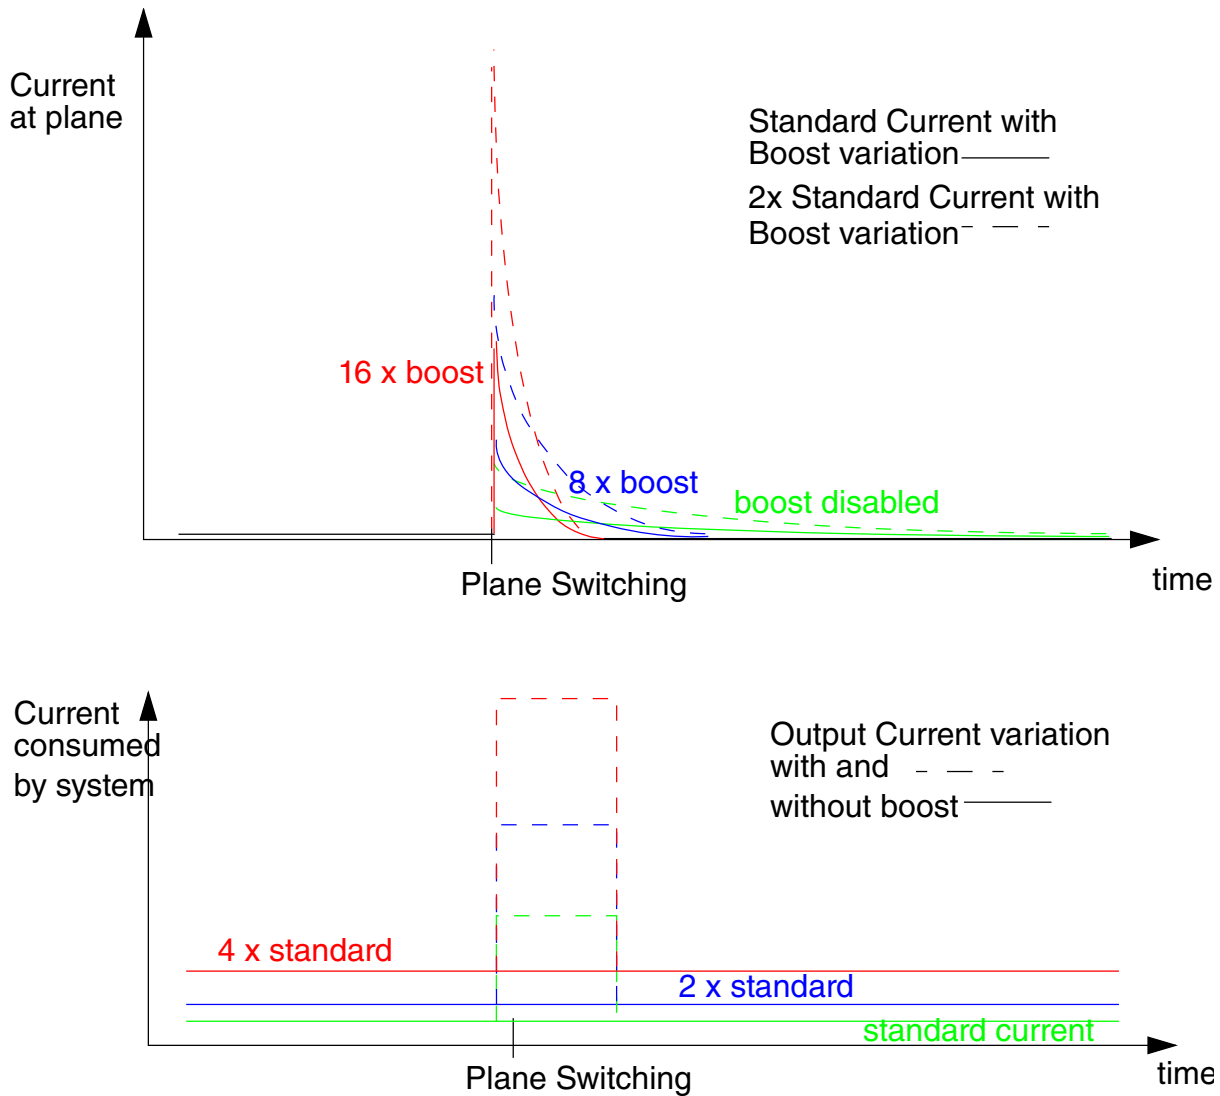 Current
at plane
Standard Current with
Boost variation
2x Standard Current with
Boost variation
16 x boost
8 x boost
boost disabled
Plane Switching
time
Current
consumed
by system
Output Current variation
with and
without boost
4 x standard
2 x standard
standard current
Plane Switching
time